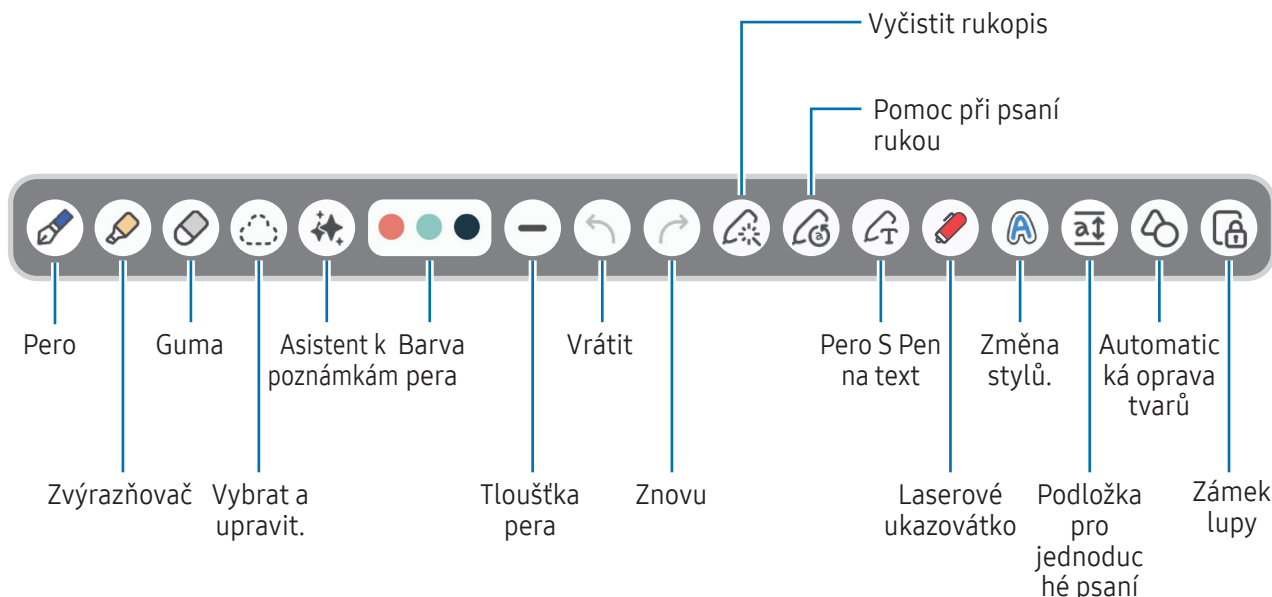 Vyčistit rukopis
Pomoc při psaní
rukou
a
T
A
a
Pero
Guma
Asistent k
poznámkám
Barva
pera
Vrátit
Pero S Pen
na text
Změna
stylů.
Automatic
ká oprava
tvarů
Zvýrazňovač
Vybrat a
upravit.
Tloušťka
pera
Znovu
Laserové
ukazovátko
Podložka
pro
jednoduc
hé psaní
Zámek
lupy